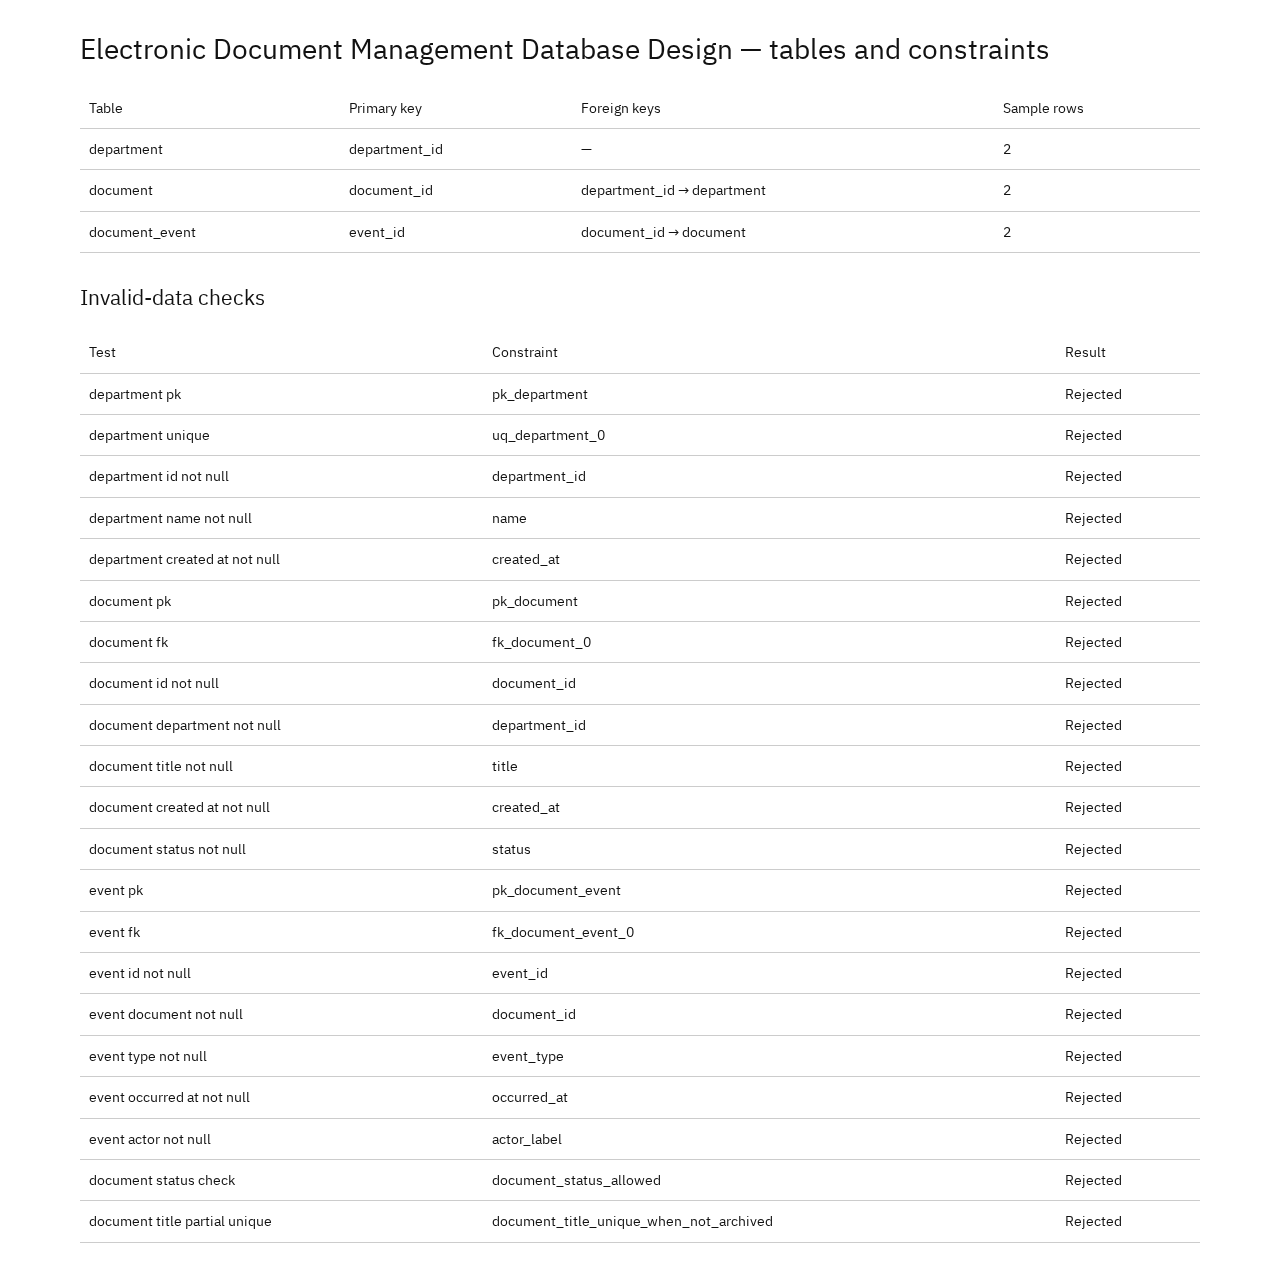 Electronic Document Management Database Design — tables and constraints
Table Primary key Foreign keys Sample rows
department department_id — 2
document document_id department_id → department 2
document_event event_id document_id → document 2
Invalid-data checks
Test Constraint Result
department pk pk_department Rejected
department unique uq_department_0 Rejected
department id not null department_id Rejected
department name not null name Rejected
department created at not null created_at Rejected
document pk pk_document Rejected
document fk fk_document_0 Rejected
document id not null document_id Rejected
document department not null department_id Rejected
document title not null title Rejected
document created at not null created_at Rejected
document status not null status Rejected
event pk pk_document_event Rejected
event fk fk_document_event_0 Rejected
event id not null event_id Rejected
event document not null document_id Rejected
event type not null event_type Rejected
event occurred at not null occurred_at Rejected
event actor not null actor_label Rejected
document status check document_status_allowed Rejected
document title partial unique document_title_unique_when_not_archived Rejected